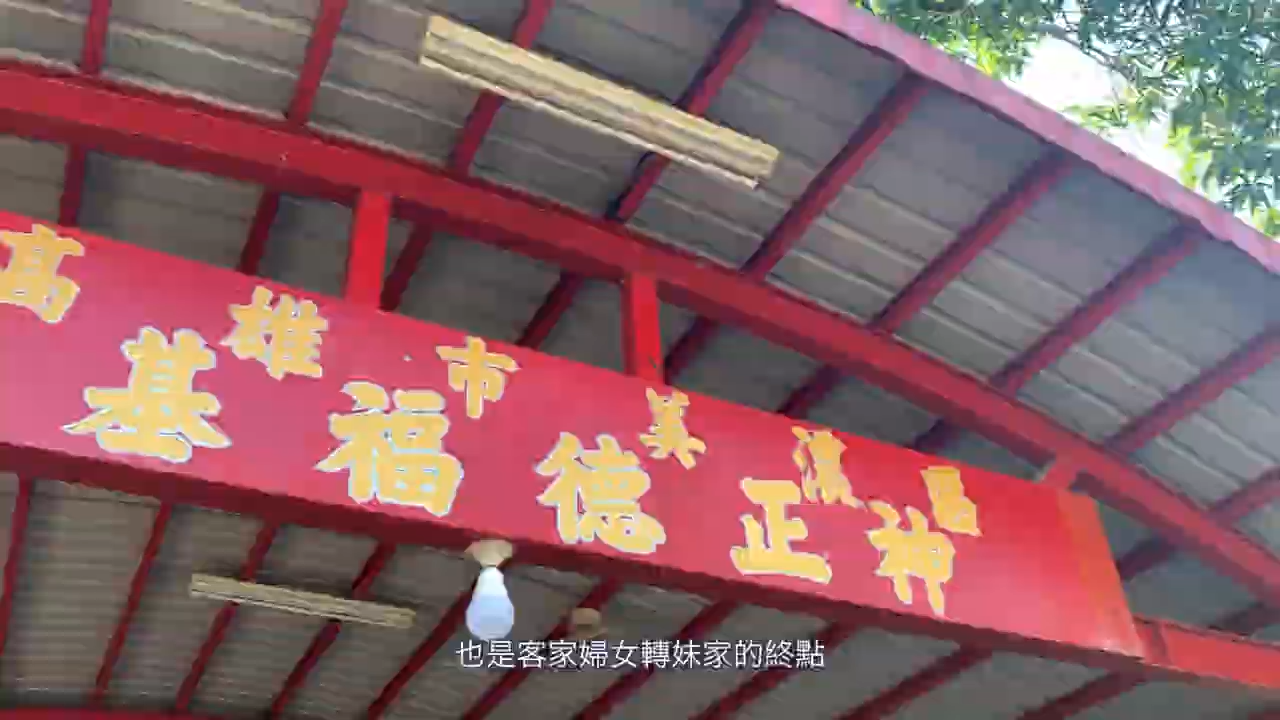 高雄市美濃區
基福德正神
也是客家婦女轉妹家的終點